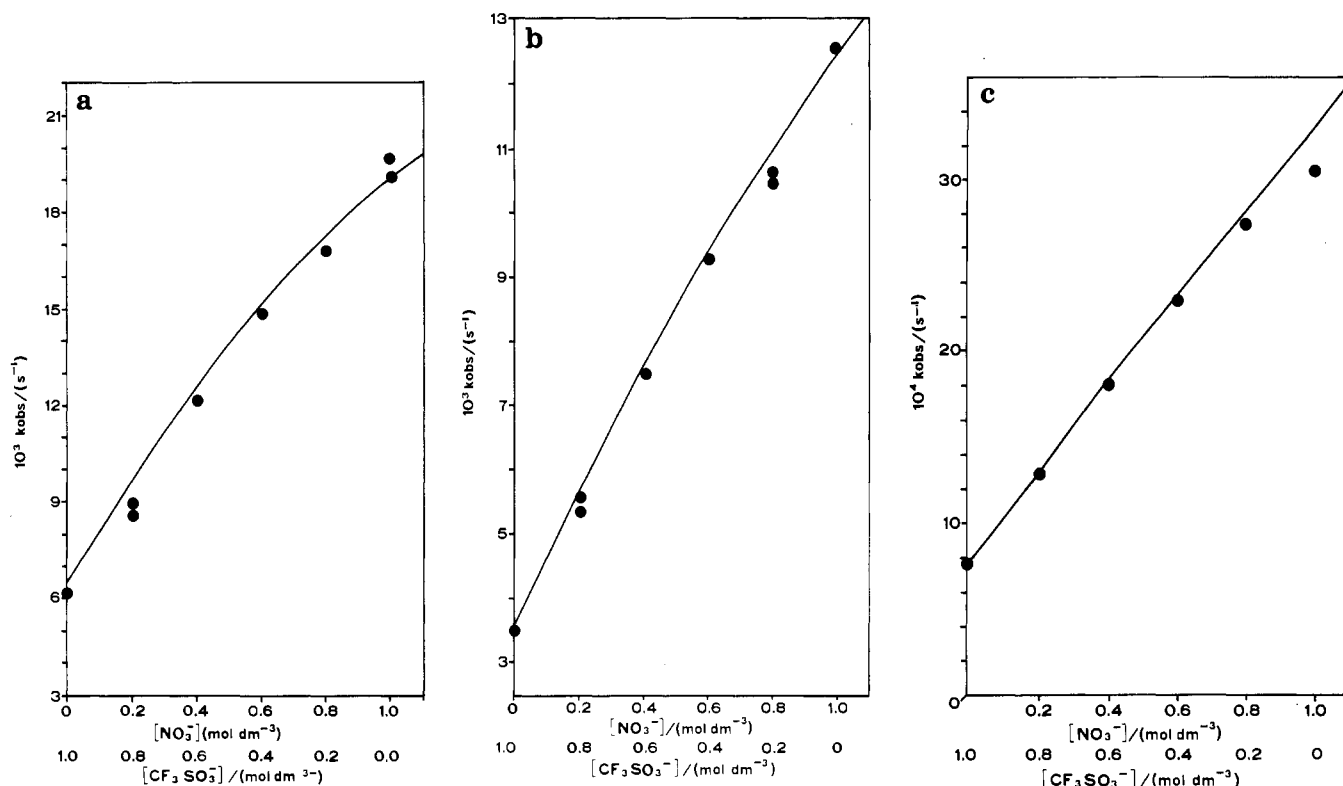 a
21
18
15
12
9
6
3
10³ kobs/(s⁻¹)
0 0.2 0.4 0.6 0.8 1.0
[NO₃⁻](mol dm⁻³)
1.0 0.8 0.6 0.4 0.2 0.0
[CF₃SO₃⁻]/(mol dm³⁻)
b
13
11
9
7
5
3
10³ kobs/(s⁻¹)
0 0.2 0.4 0.6 0.8 1.0
[NO₃⁻]/(mol dm⁻³)
1.0 0.8 0.6 0.4 0.2 0
[CF₃SO₃⁻]/(mol dm⁻³)
c
30
20
10
0
10⁴ kobs/(s⁻¹)
0.2 0.4 0.6 0.8 1.0
[NO₃⁻]/(mol dm⁻³)
1.0 0.8 0.6 0.4 0.2 0
[CF₃SO₃⁻]/(mol dm⁻³)